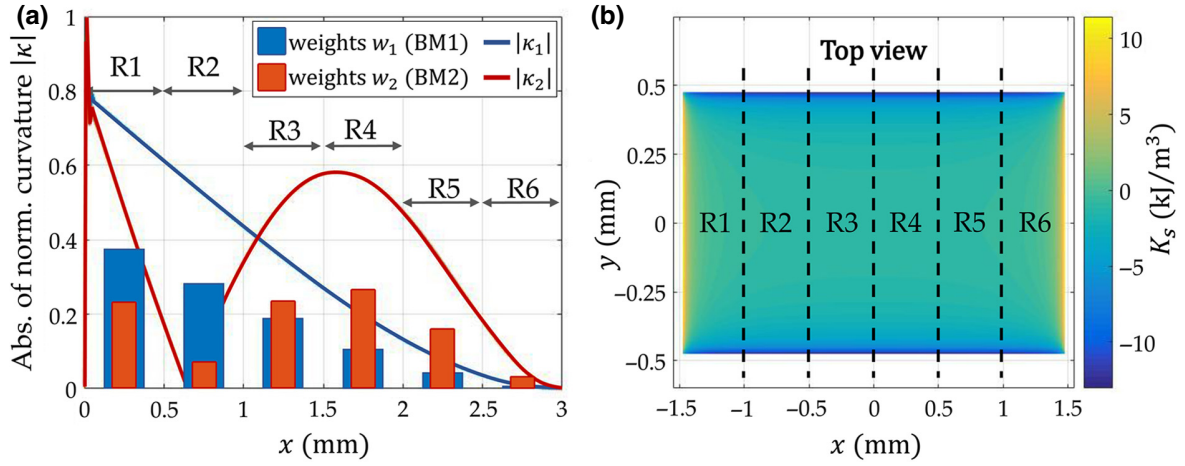 (a)
Abs. of norm. curvature |κ|
1
0.8
0.6
0.4
0.2
0
0
0.5
1
1.5
2
2.5
3
x (mm)
weights w₁ (BM1)
|κ₁|
weights w₂ (BM2)
|κ₂|
R1
R2
R3
R4
R5
R6
(b)
Top view
y (mm)
0.5
0.25
0
−0.25
−0.5
R1
R2
R3
R4
R5
R6
−1.5
−1
−0.5
0
0.5
1
1.5
x (mm)
10
5
0
−5
−10
Kₛ (kJ/m³)